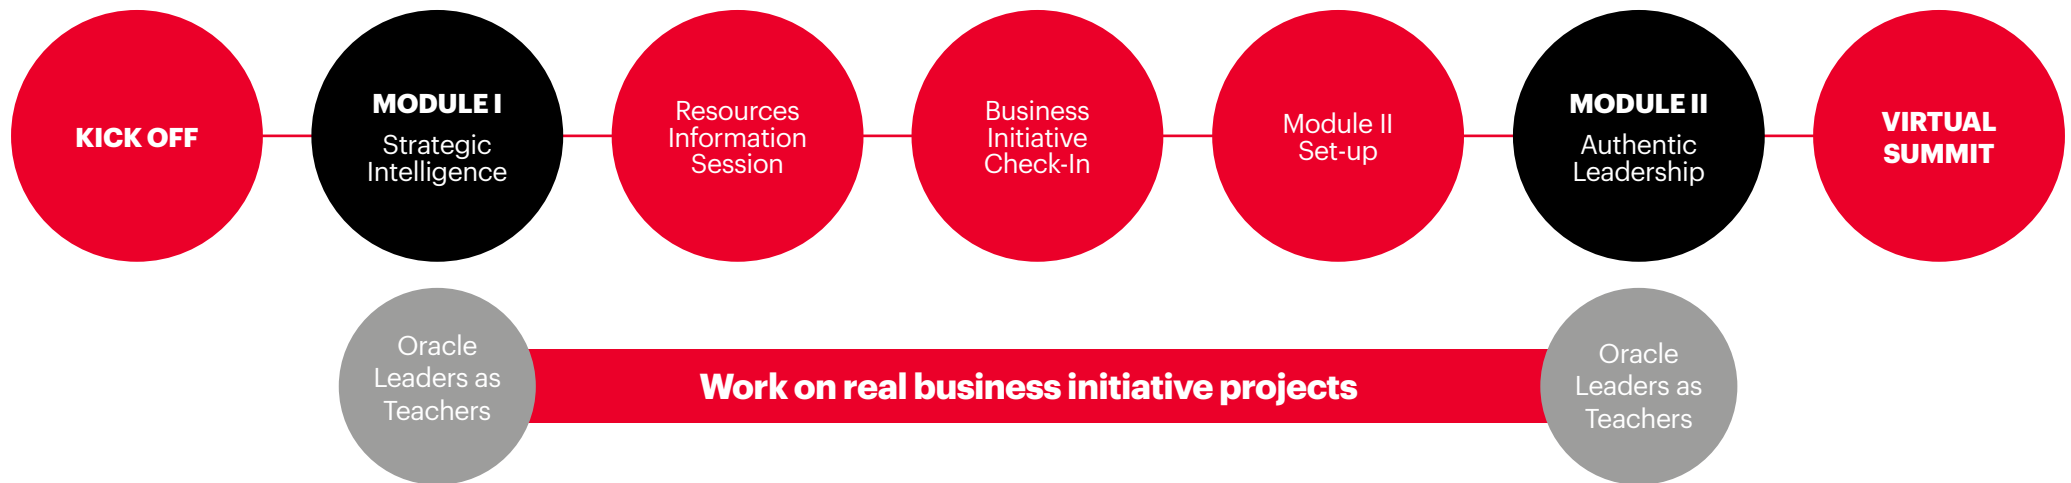 KICK OFF
MODULE I
Strategic
Intelligence
Resources
Information
Session
Business
Initiative
Check-In
Module II
Set-up
MODULE II
Authentic
Leadership
VIRTUAL
SUMMIT
Oracle
Leaders as
Teachers
Work on real business initiative projects
Oracle
Leaders as
Teachers